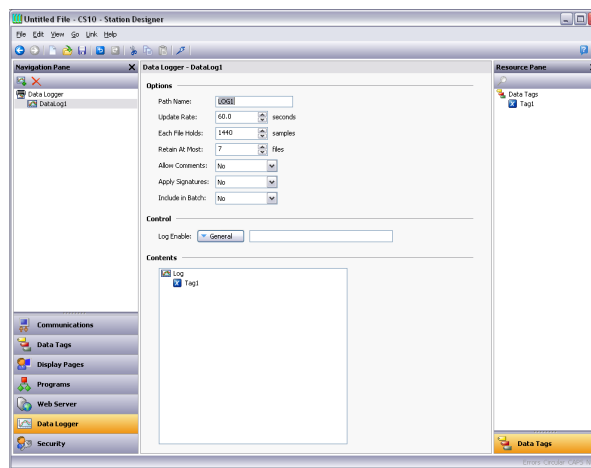 Untitled File - CS10 - Station Designer
File Edit View Go Link Help
Navigation Pane
Data Logger
DataLog1
Communications
Data Tags
Display Pages
Programs
Web Server
Data Logger
Security
Data Logger - DataLog1
Options
Path Name: LOG1
Update Rate: 60.0 seconds
Each File Holds: 1440 samples
Retain At Most: 7 files
Allow Comments: No
Apply Signatures: No
Include in Batch: No
Control
Log Enable: General
Contents
Log
Tag1
Resource Pane
Data Tags
Tag1
Data Tags
Errors Circular CAPS